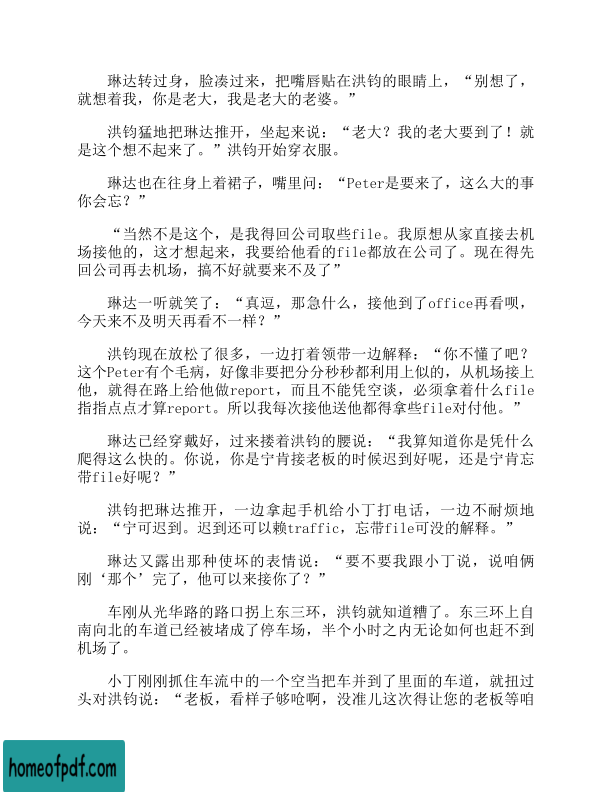 琳达转过身，脸凑过来，把嘴唇贴在洪钧的眼睛上，“别想了，
就想着我，你是老大，我是老大的老婆。”
洪钧猛地把琳达推开，坐起来说：“老大？我的老大要到了！就
是这个想不起来了。”洪钧开始穿衣服。
琳达也在往身上着裙子，嘴里问：“Peter是要来了，这么大的事
你会忘？”
“当然不是这个，是我得回公司取些file。我原想从家直接去机
场接他的，这才想起来，我要给他看的file都放在公司了。现在得先
回公司再去机场，搞不好就要来不及了”
琳达一听就笑了：“真逗，那急什么，接他到了office再看呗，
今天来不及明天再看不一样？”
洪钧现在放松了很多，一边打着领带一边解释：“你不懂了吧？
这个Peter有个毛病，好像非要把分分秒秒都利用上似的，从机场接上
他，就得在路上给他做report，而且不能凭空谈，必须拿着什么file
指指点点才算report。所以我每次接他送他都得拿些file对付他。”
琳达已经穿戴好，过来搂着洪钧的腰说：“我算知道你是凭什么
爬得这么快的。你说，你是宁肯接老板的时候迟到好呢，还是宁肯忘
带file好呢？”
洪钧把琳达推开，一边拿起手机给小丁打电话，一边不耐烦地
说：“宁可迟到。迟到还可以赖traffic，忘带file可没的解释。”
琳达又露出那种使坏的表情说：“要不要我跟小丁说，说咱俩
刚‘那个’完了，他可以来接你了？”
车刚从光华路的路口拐上东三环，洪钧就知道糟了。东三环上自
南向北的车道已经被堵成了停车场，半个小时之内无论如何也赶不到
机场了。
小丁刚刚抓住车流中的一个空当把车并到了里面的车道，就扭过
头对洪钧说：“老板，看样子够呛啊，没准儿这次得让您的老板等咱
homeofpdf.com